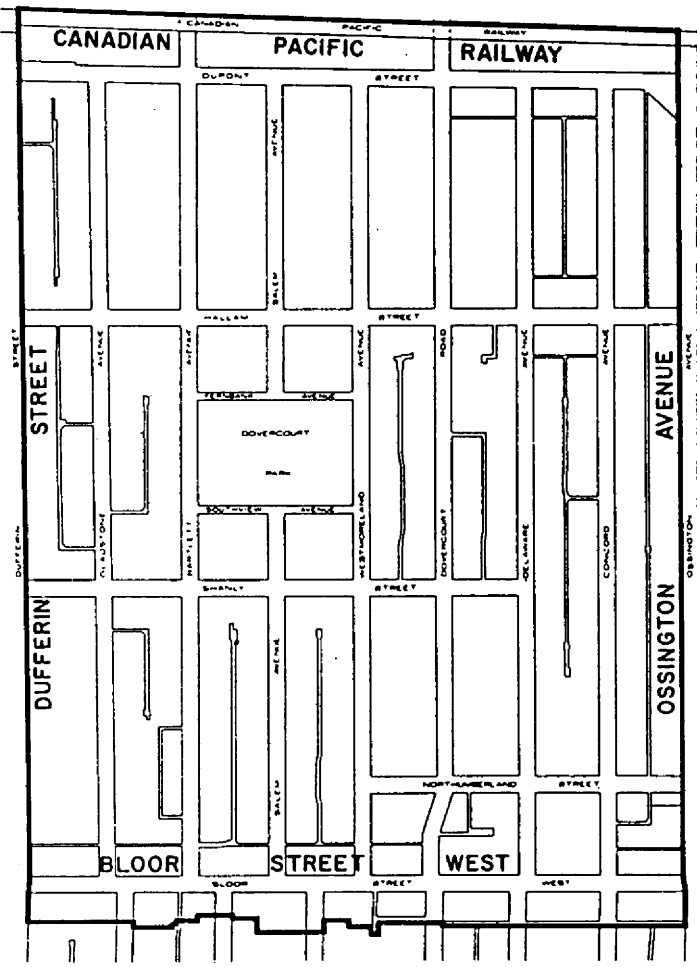 CANADIAN PACIFIC RAILWAY
CANADIAN PACIFIC RAILWAY
DUPONT STREET
AVENUE
SALEM
HALLAM STREET
STREET
STREET
AVENUE
AVENUE
AVENUE
ROAD
AVENUE
AVENUE
AVENUE
AVENUE
FERNBANK AVENUE
DOVERCOURT
PARK
SOUTHVIEW AVENUE
DUFFERIN
GLADSTONE
BARTLETT
WESTMORELAND
DOVERCOURT
DELAWARE
CONCORD
OSSINGTON
SHANLY STREET
DUFFERIN
AVENUE
SALEM
OSSINGTON
NORTHUMBERLAND STREET
BLOOR STREET WEST
BLOOR STREET WEST